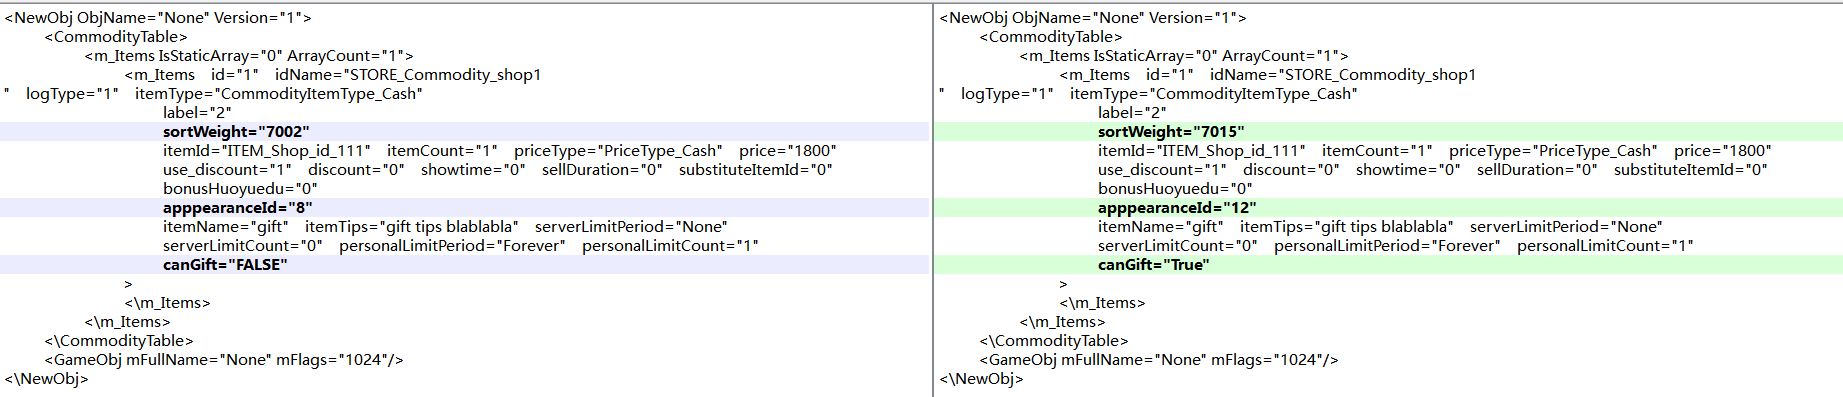 <NewObj ObjName="None" Version="1">
<CommodityTable>
<m_Items IsStaticArray="0" ArrayCount="1">
<m_Items id="1" idName="STORE_Commodity_shop1
" logType="1" itemType="CommodityItemType_Cash"
label="2"
sortWeight="7002"
itemId="ITEM_Shop_id_111" itemCount="1" priceType="PriceType_Cash" price="1800"
use_discount="1" discount="0" showtime="0" sellDuration="0" substituteItemId="0"
bonusHuoyuedu="0"
apppearanceId="8"
itemName="gift" itemTips="gift tips blablabla" serverLimitPeriod="None"
serverLimitCount="0" personalLimitPeriod="Forever" personalLimitCount="1"
canGift="FALSE"
>
<\m_Items>
<\m_Items>
<\CommodityTable>
<GameObj mFullName="None" mFlags="1024"/>
<\NewObj>
<NewObj ObjName="None" Version="1">
<CommodityTable>
<m_Items IsStaticArray="0" ArrayCount="1">
<m_Items id="1" idName="STORE_Commodity_shop1
" logType="1" itemType="CommodityItemType_Cash"
label="2"
sortWeight="7015"
itemId="ITEM_Shop_id_111" itemCount="1" priceType="PriceType_Cash" price="1800"
use_discount="1" discount="0" showtime="0" sellDuration="0" substituteItemId="0"
bonusHuoyuedu="0"
apppearanceId="12"
itemName="gift" itemTips="gift tips blablabla" serverLimitPeriod="None"
serverLimitCount="0" personalLimitPeriod="Forever" personalLimitCount="1"
canGift="True"
>
<\m_Items>
<\m_Items>
<\CommodityTable>
<GameObj mFullName="None" mFlags="1024"/>
<\NewObj>